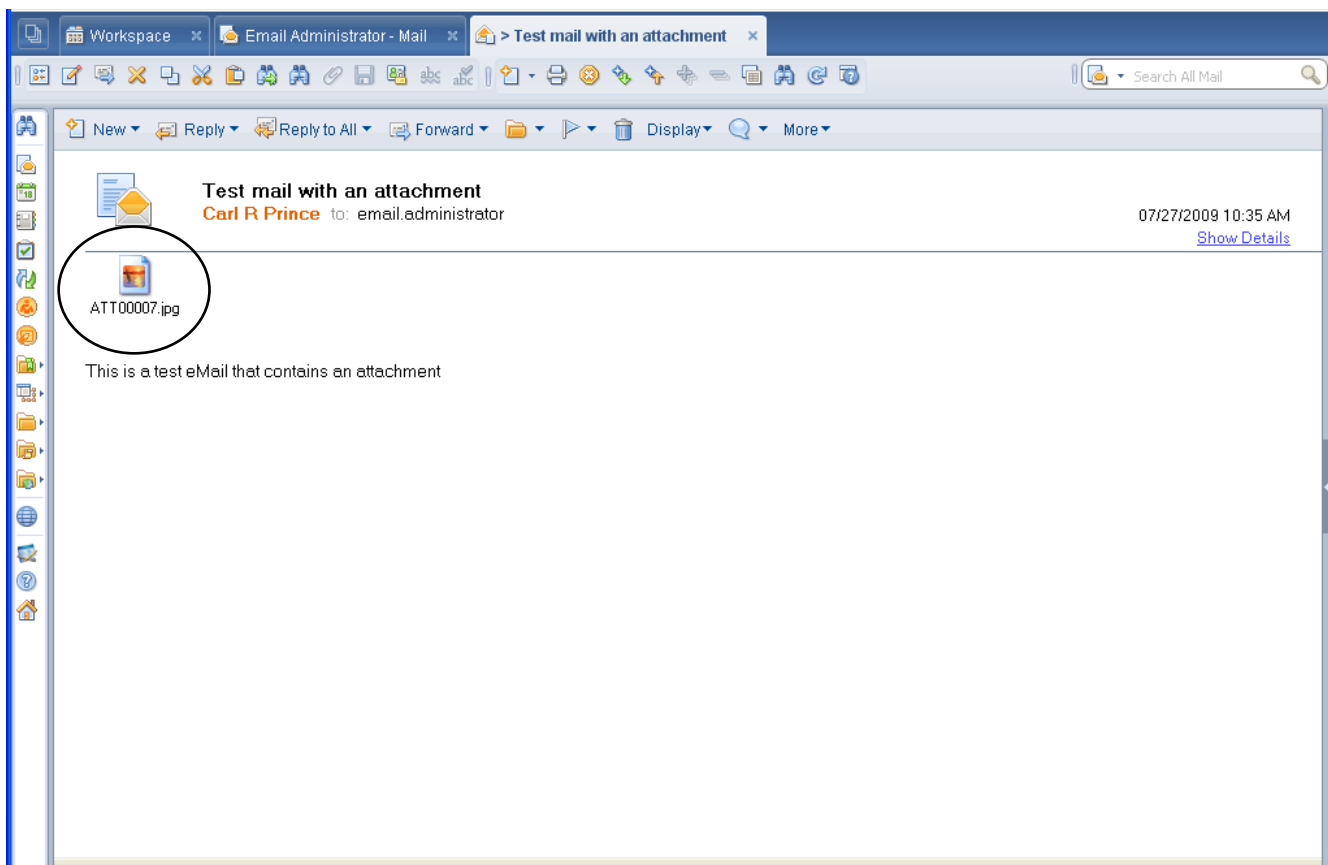 Workspace
Email Administrator - Mail
> Test mail with an attachment
Search All Mail
New
Reply
Reply to All
Forward
Display
More
Test mail with an attachment
Carl R Prince to: email.administrator
07/27/2009 10:35 AM
Show Details
ATT00007.jpg
This is a test eMail that contains an attachment